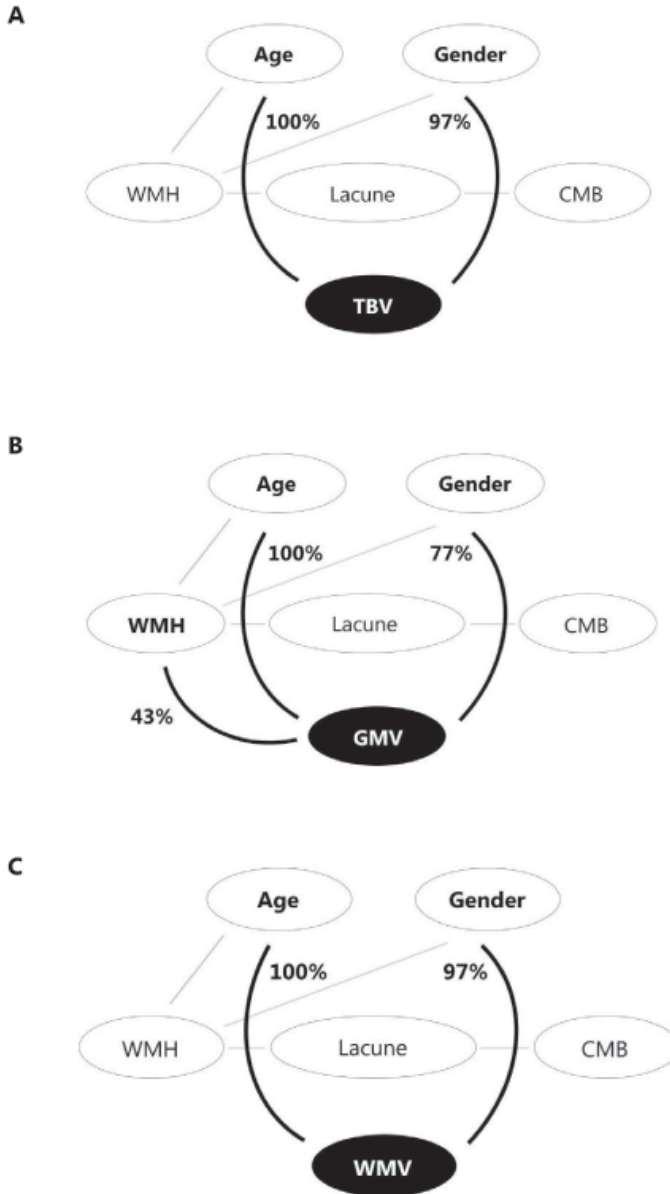 A
Age Gender
100% 97%
WMH Lacune CMB
TBV
B
Age Gender
100% 77%
WMH Lacune CMB
43%
GMV
C
Age Gender
100% 97%
WMH Lacune CMB
WMV